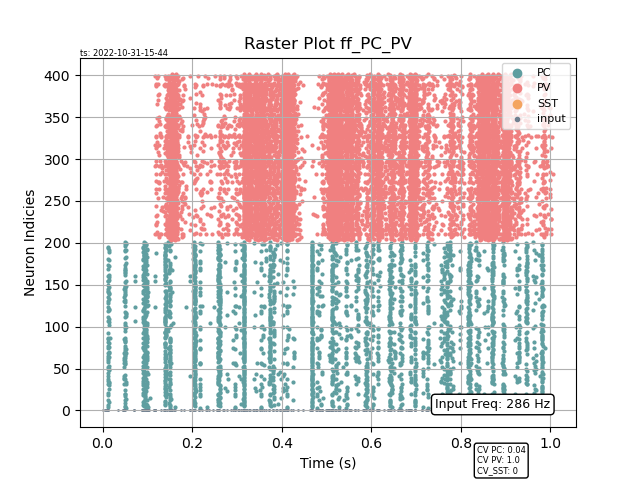 ts: 2022-10-31-15-44
Raster Plot ff_PC_PV
Neuron Indicies
400
350
300
250
200
150
100
50
0
PC
PV
SST
input
Input Freq: 286 Hz
0.0 0.2 0.4 0.6 0.8 1.0
Time (s)
CV PC: 0.04
CV PV: 1.0
CV_SST: 0